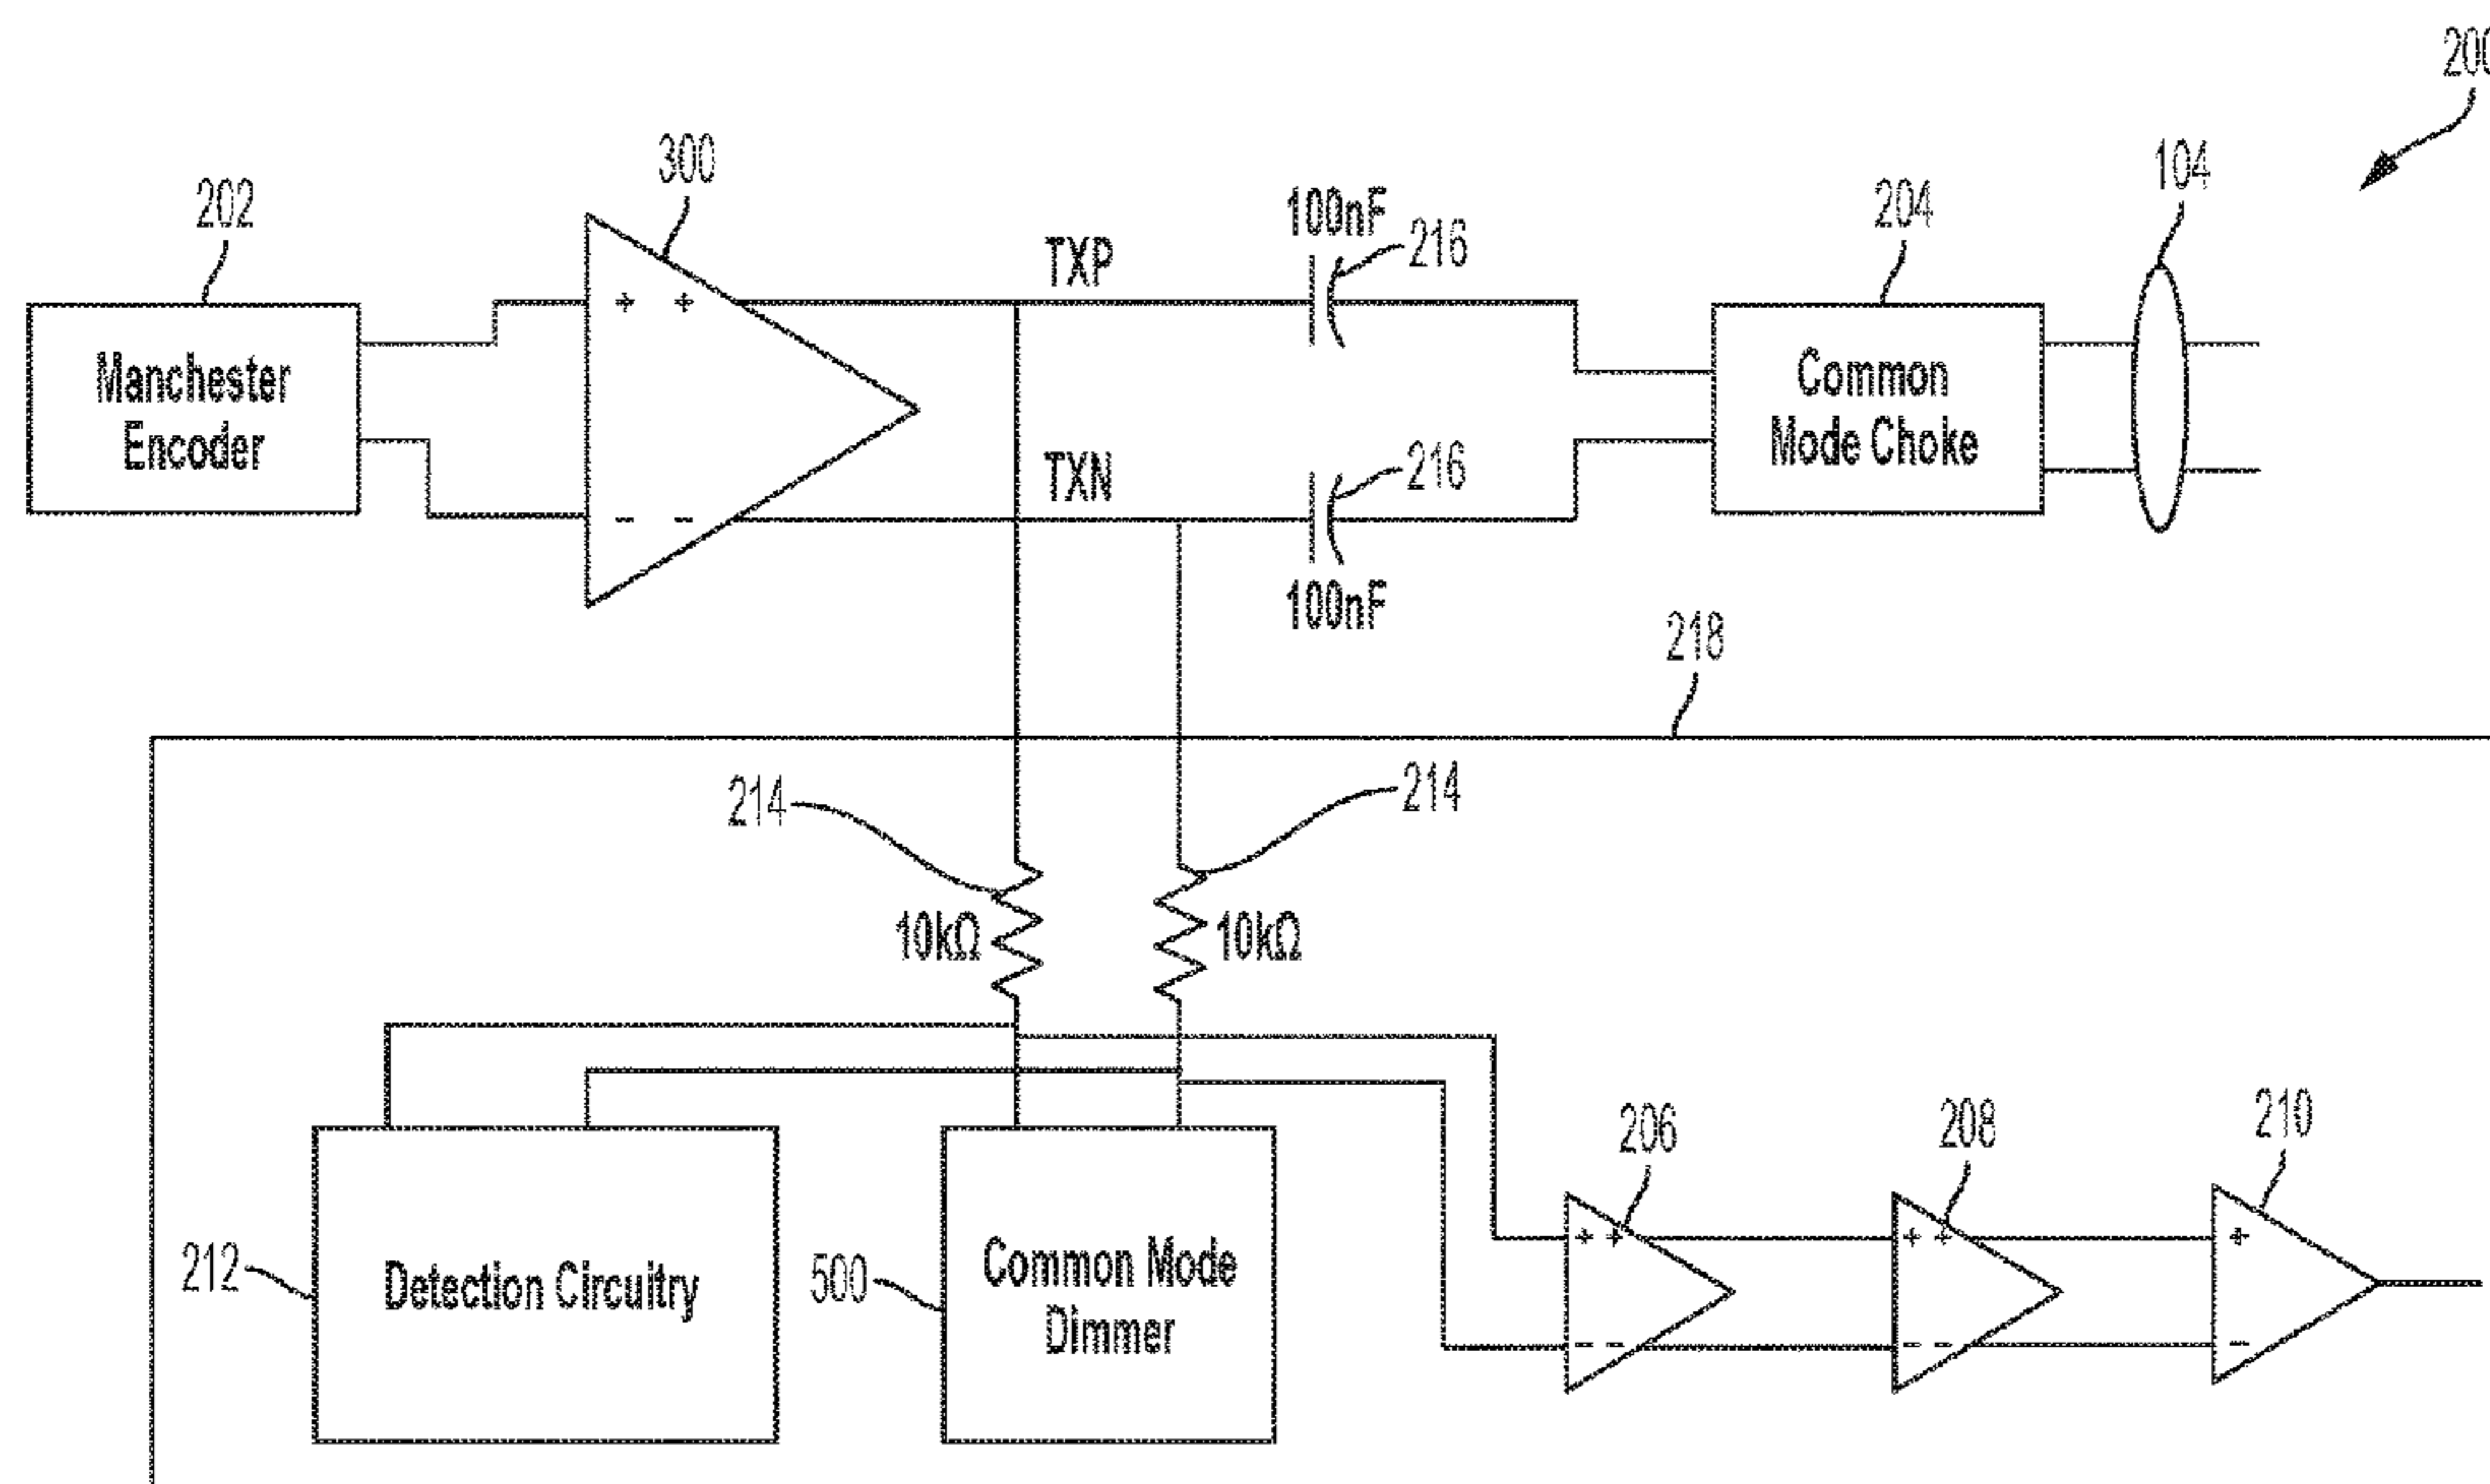 200
300
202
104
100nF
216
204
TXP
Manchester
Encoder
+ +
Common
Mode Choke
TXN
216
- -
100nF
218
214
214
10kΩ
10kΩ
206
208
210
212
Detection Circuitry
500
Common Mode
Dimmer
+ +
+ +
+
- -
- -
-